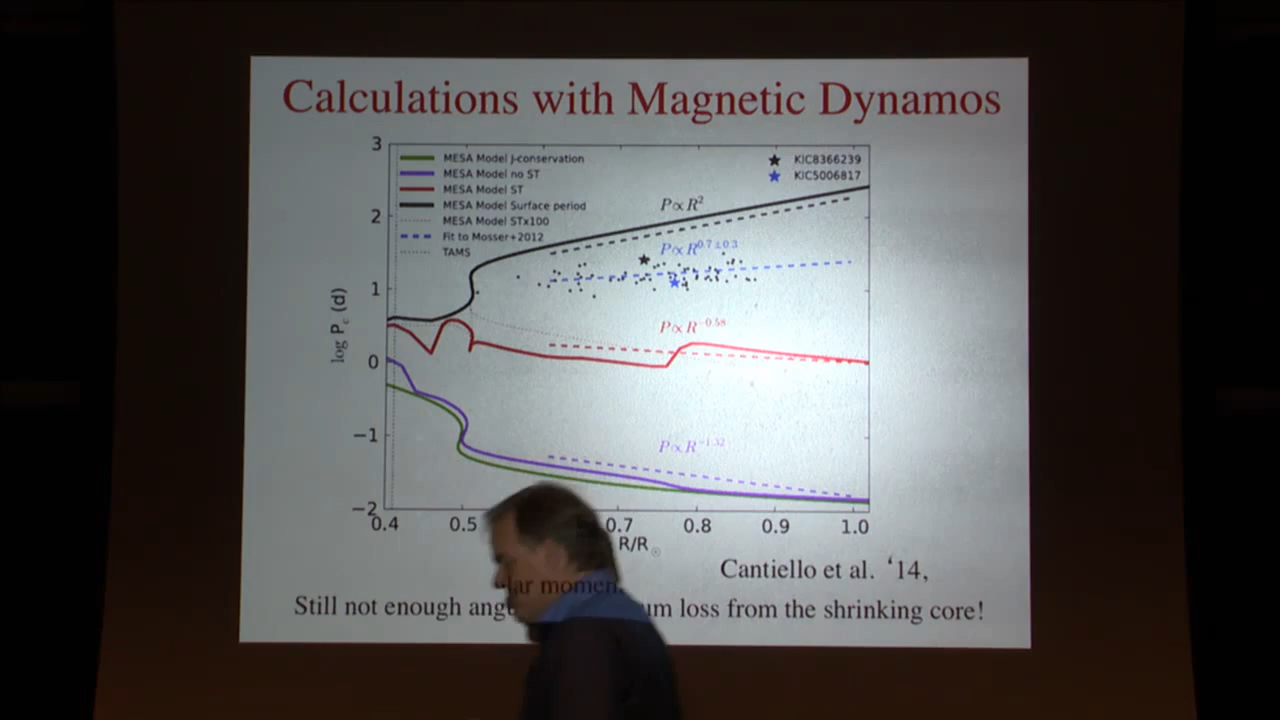 Calculations with Magnetic Dynamos
3
2
1
0
−1
−2
log P c (d)
MESA Model J-conservation
MESA Model no ST
MESA Model ST
MESA Model Surface period
MESA Model STx100
Fit to Mosser+2012
TAMS
KIC8366239
KIC5006817
P∝R²
P∝R^0.7±0.3
P∝R^−0.58
P∝R^−1.32
0.4 0.5 0.7 0.8 0.9 1.0
R/R☉
Cantiello et al. ‘14,
Still not enough ang ular momen um loss from the shrinking core!